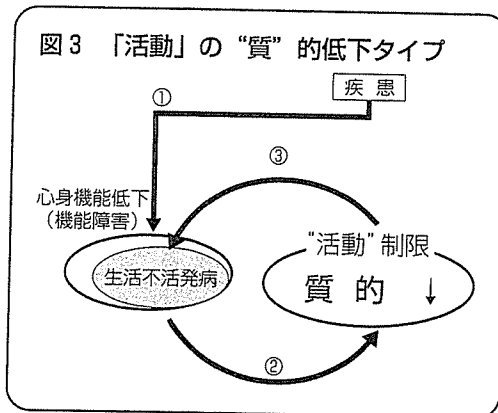 図3 「活動」の“質”的低下タイプ
疾患
①
③
心身機能低下
（機能障害）
“活動”制限
生活不活発病
質的 ↓
②